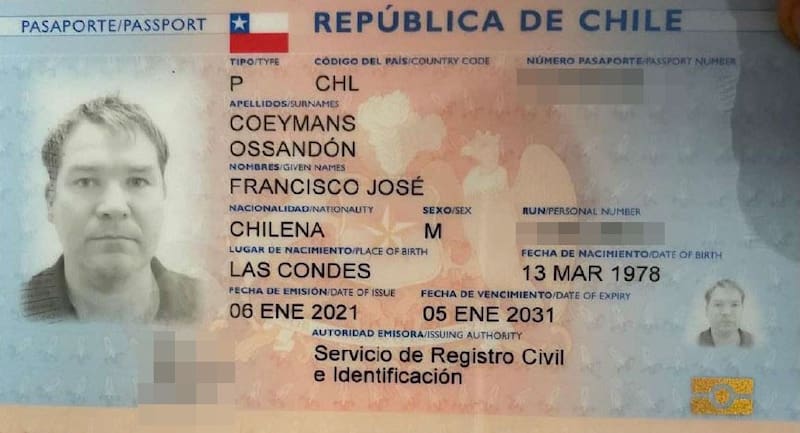 PASAPORTE/PASSPORT
REPÚBLICA DE CHILE
TIPO/TYPE CÓDIGO DEL PAÍS/COUNTRY CODE NÚMERO PASAPORTE/PASSPORT NUMBER
P CHL
APELLIDOS/SURNAMES
COEYMANS
OSSANDÓN
NOMBRES/GIVEN NAMES
FRANCISCO JOSÉ
NACIONALIDAD/NATIONALITY SEXO/SEX RUN/PERSONAL NUMBER
CHILENA M
LUGAR DE NACIMIENTO/PLACE OF BIRTH FECHA DE NACIMIENTO/DATE OF BIRTH
LAS CONDES 13 MAR 1978
FECHA DE EMISIÓN/DATE OF ISSUE FECHA DE VENCIMIENTO/DATE OF EXPIRY
06 ENE 2021 05 ENE 2031
AUTORIDAD EMISORA/ISSUING AUTHORITY
Servicio de Registro Civil
e Identificación